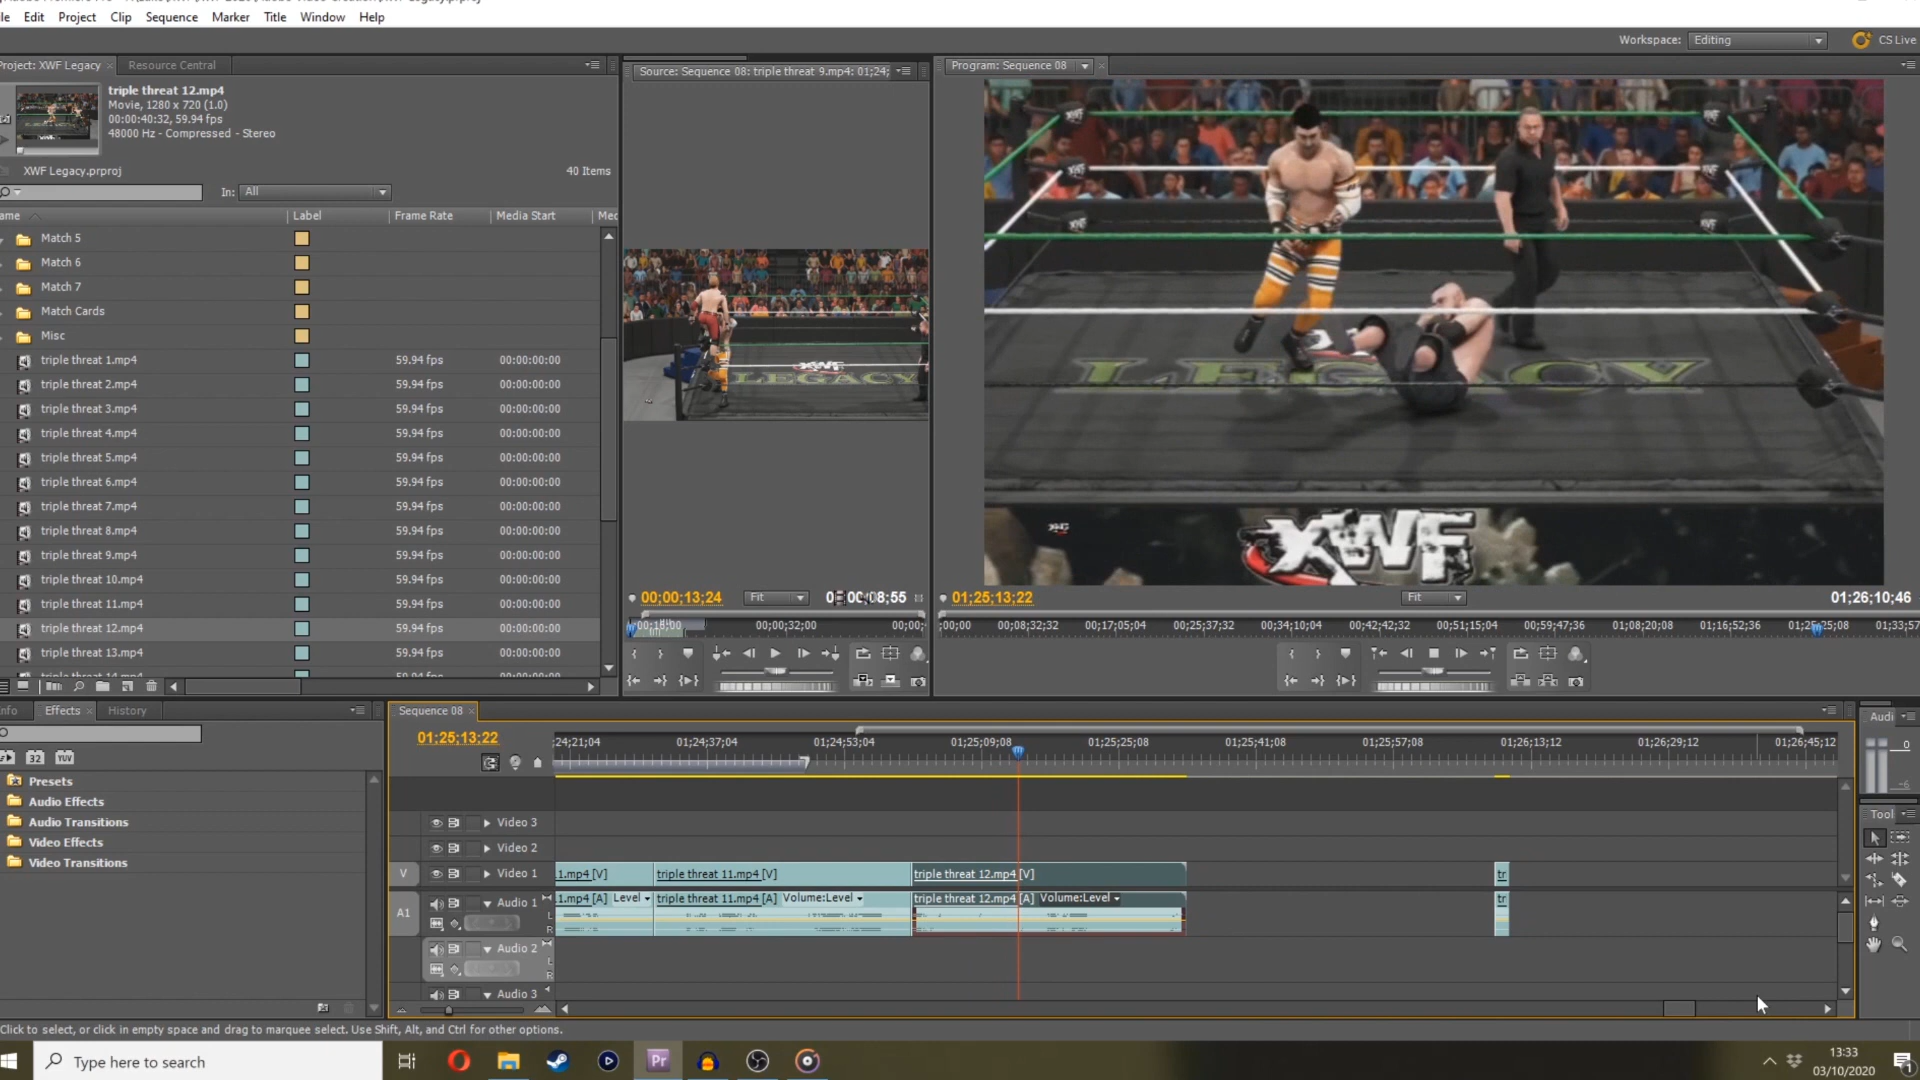 Edit Project Clip Sequence Marker Title Window Help
Workspace: Editing
CS Live
Project: XWF Legacy
Resource Central
triple threat 12.mp4
Movie, 1280 x 720 (1.0)
00:00:40:32, 59.94 fps
48000 Hz - Compressed - Stereo
XWF Legacy.prproj
40 Items
In: All
Label Frame Rate Media Start
Match 5
Match 6
Match 7
Match Cards
Misc
triple threat 1.mp4 59.94 fps 00:00:00:00
triple threat 2.mp4 59.94 fps 00:00:00:00
triple threat 3.mp4 59.94 fps 00:00:00:00
triple threat 4.mp4 59.94 fps 00:00:00:00
triple threat 5.mp4 59.94 fps 00:00:00:00
triple threat 6.mp4 59.94 fps 00:00:00:00
triple threat 7.mp4 59.94 fps 00:00:00:00
triple threat 8.mp4 59.94 fps 00:00:00:00
triple threat 9.mp4 59.94 fps 00:00:00:00
triple threat 10.mp4 59.94 fps 00:00:00:00
triple threat 11.mp4 59.94 fps 00:00:00:00
triple threat 12.mp4 59.94 fps 00:00:00:00
triple threat 13.mp4 59.94 fps 00:00:00:00
Source: Sequence 08: triple threat 9.mp4: 01;24;
LEGACY
00;00;13;24 Fit
00;00;32;00
Program: Sequence 08
LEGACY
XWF
01;25;13;22 Fit 01;26;10;46
;00;00 00;08;32;32 00;17;05;04 00;25;37;32 00;34;10;04 00;42;42;32 00;51;15;04 00;59;47;36 01;08;20;08 01;16;52;36 01;25;25;08 01;33;57
Effects History
32 YUV
Presets
Audio Effects
Audio Transitions
Video Effects
Video Transitions
Sequence 08
01;25;13;22
;24;21;04 01;24;37;04 01;24;53;04 01;25;09;08 01;25;25;08 01;25;41;08 01;25;57;08 01;26;13;12 01;26;29;12 01;26;45;12
Video 3
Video 2
V Video 1 1.mp4 [V] triple threat 11.mp4 [V] triple threat 12.mp4 [V] tr
A1 Audio 1 1.mp4 [A] Level triple threat 11.mp4 [A] Volume:Level triple threat 12.mp4 [A] Volume:Level tr
L
R
Audio 2
L
R
Audio 3
Audi
0
-6
Tool
Click to select, or click in empty space and drag to marquee select. Use Shift, Alt, and Ctrl for other options.
Type here to search
Pr
13:33
03/10/2020
1